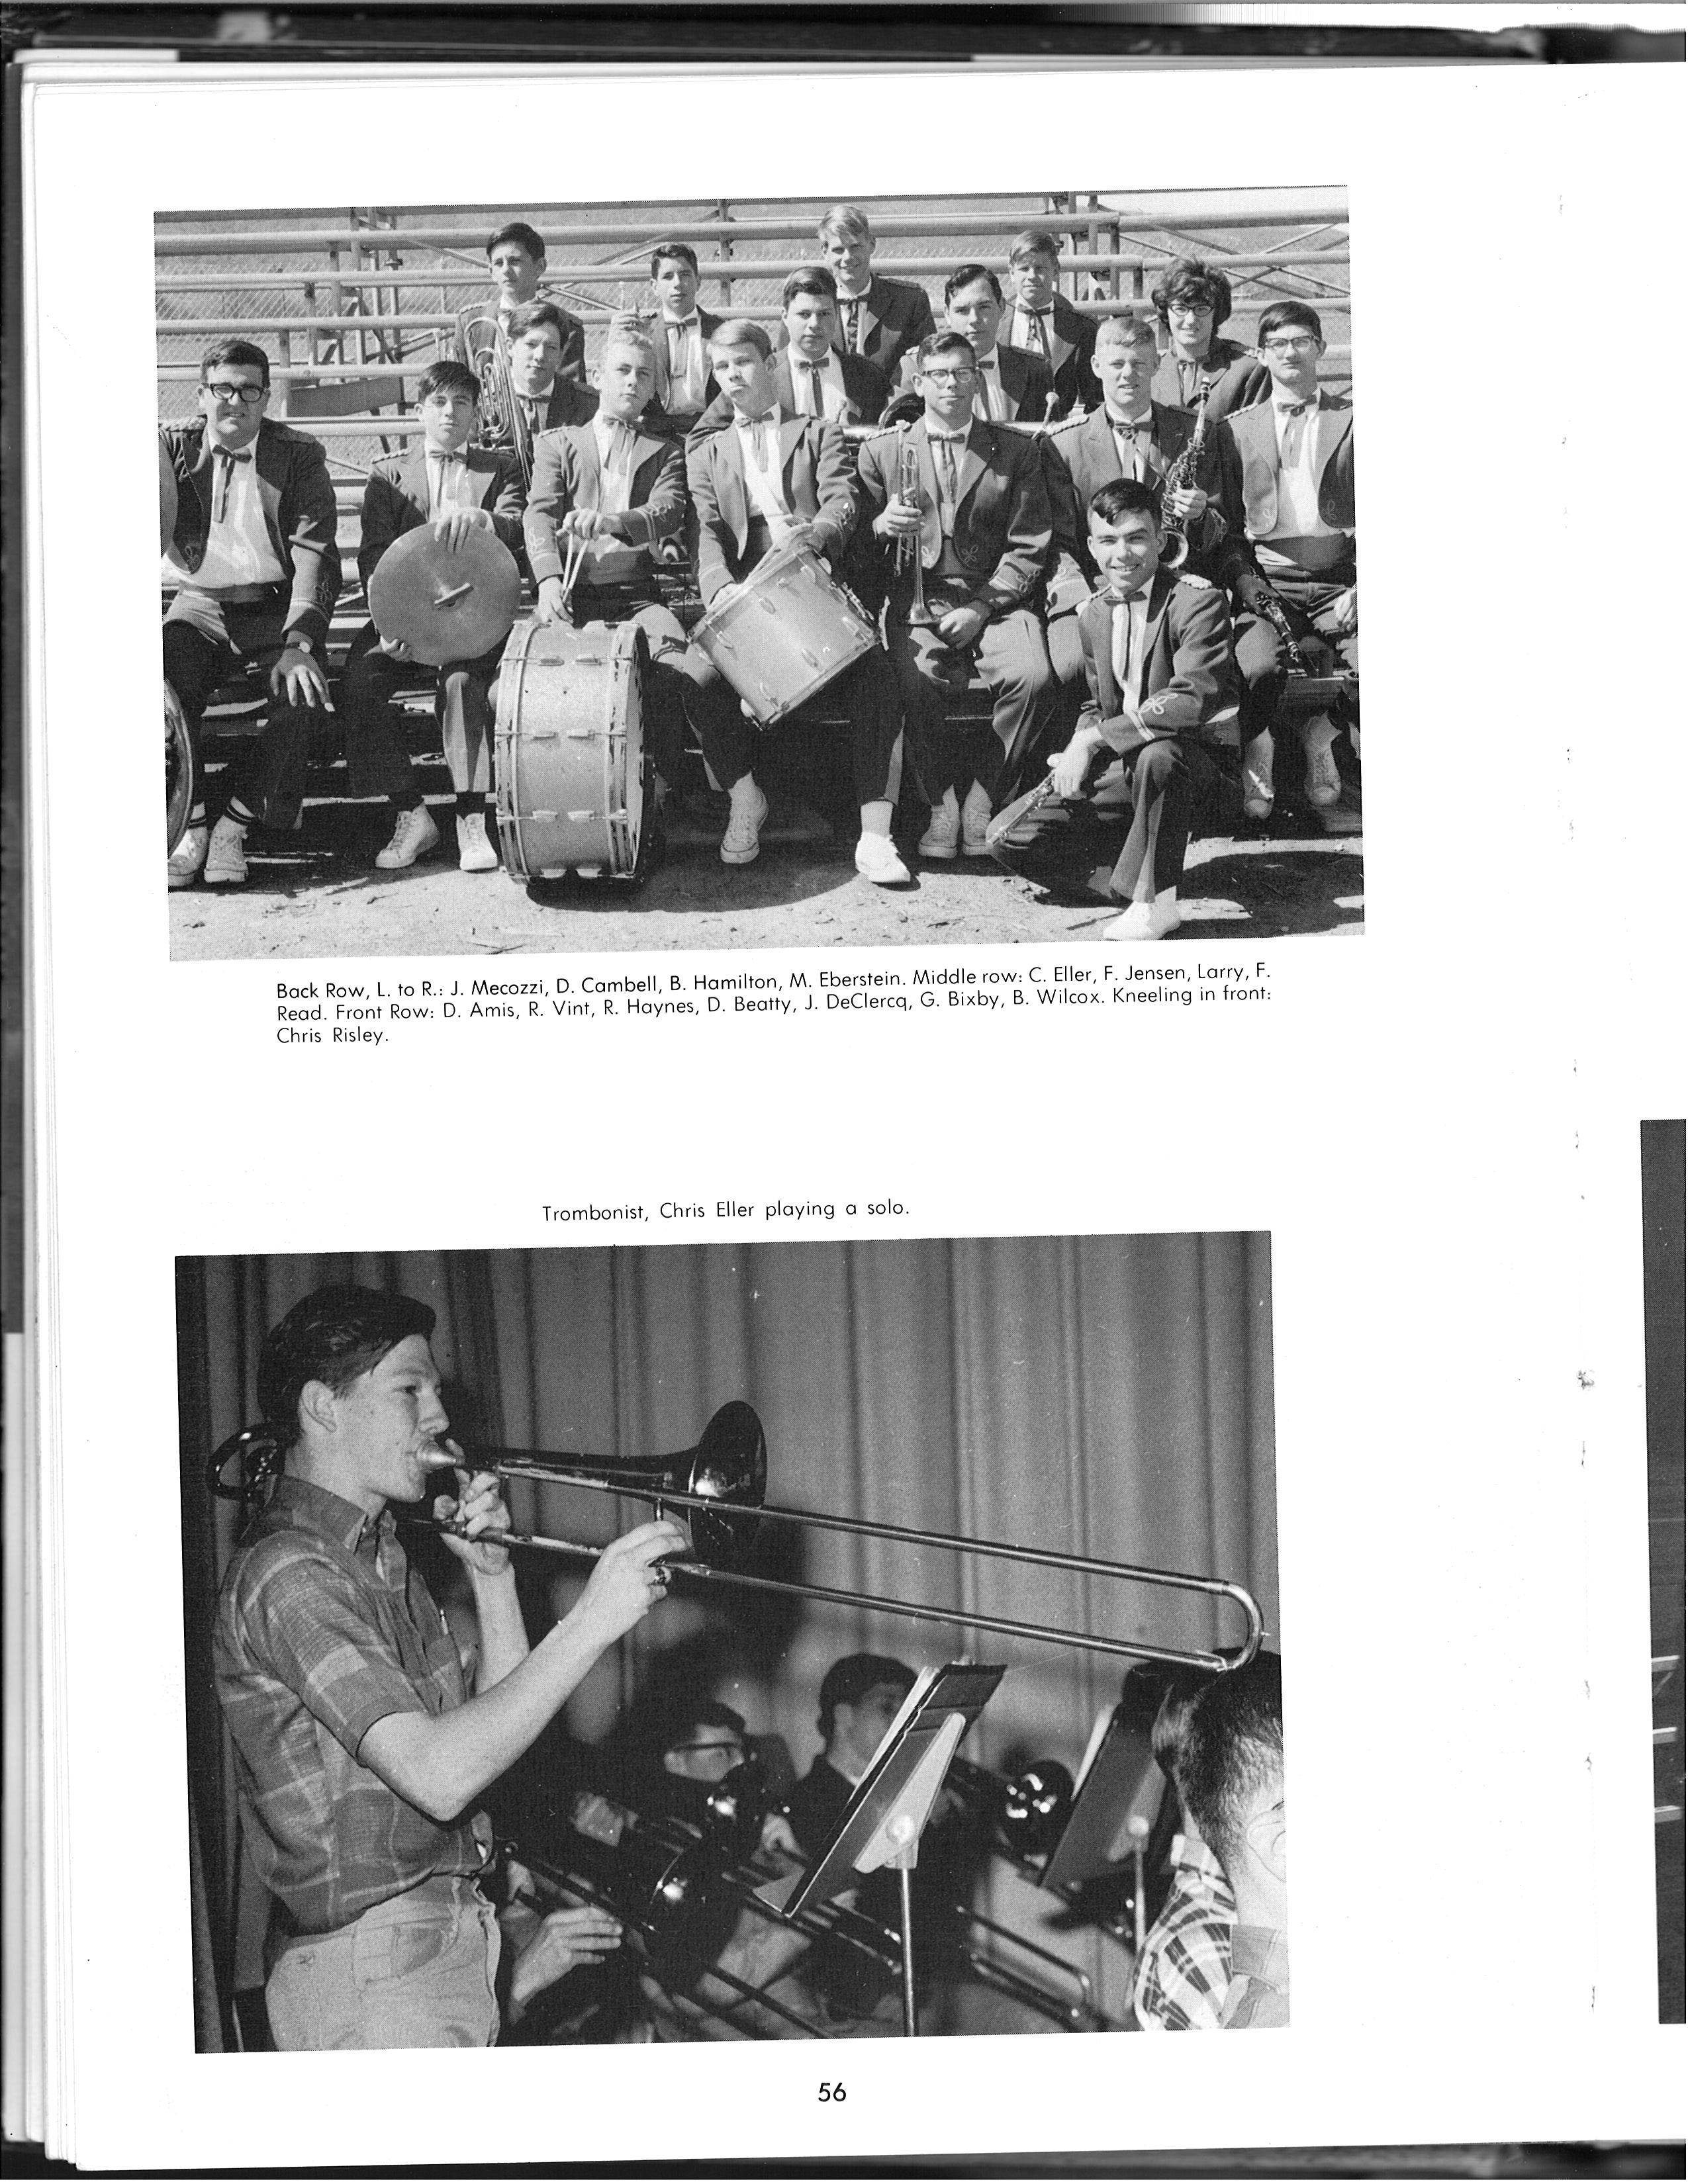 Back Row, L. to R.: J. Mecozzi, D. Cambell, B. Hamilton, M. Eberstein. Middle row: C. Eller, F. Jensen, Larry, F.
Read. Front Row: D. Amis, R. Vint, R. Haynes, D. Beatty, J. DeClercq, G. Bixby, B. Wilcox. Kneeling in front:
Chris Risley.
Trombonist, Chris Eller playing a solo.
56